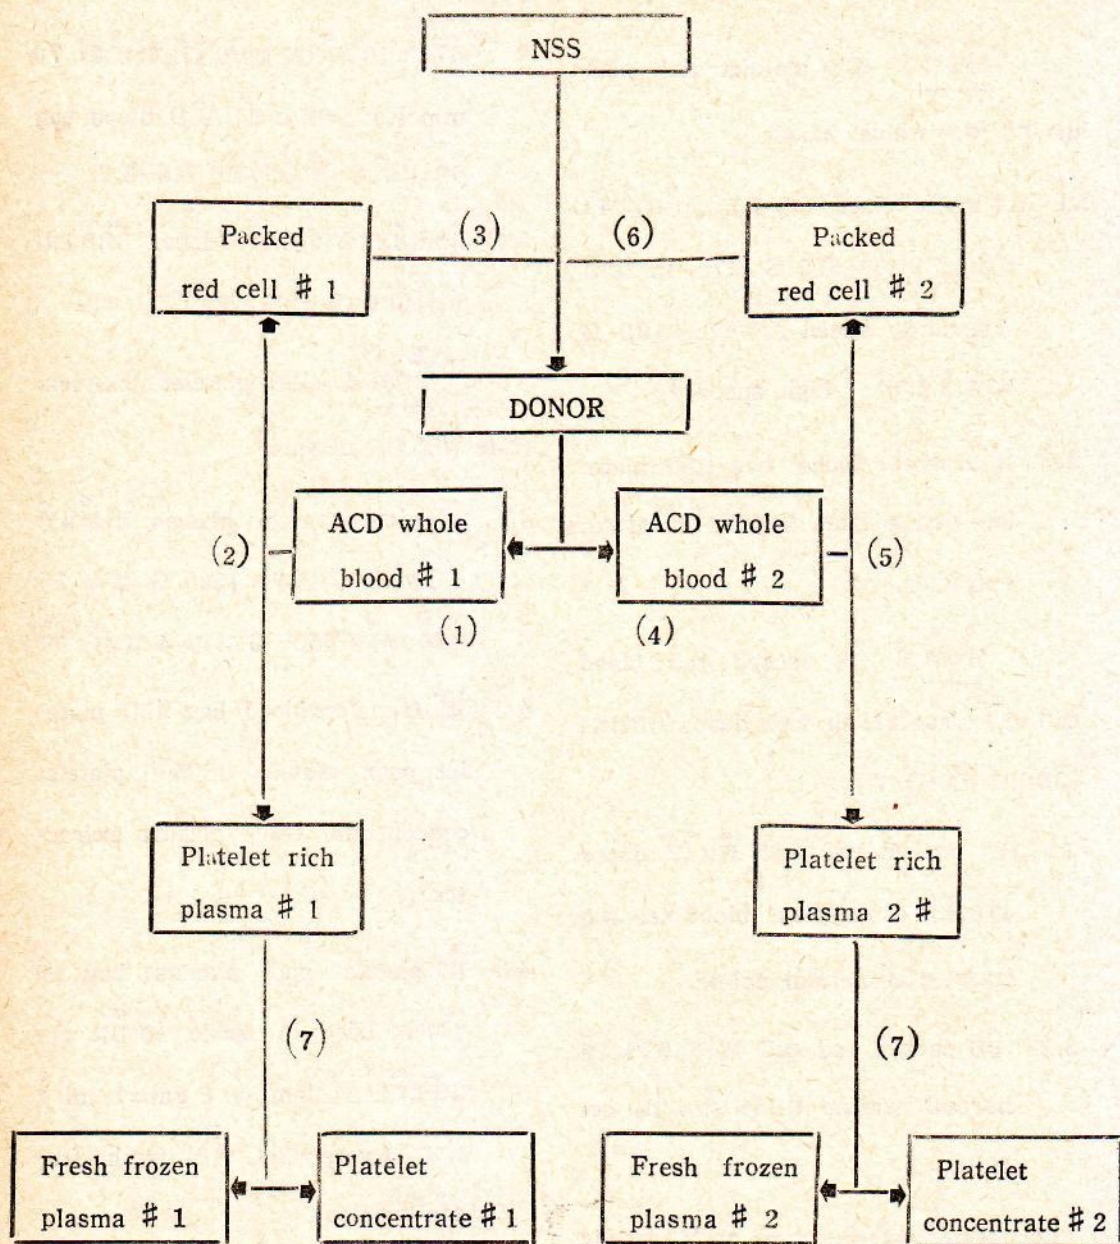 NSS
Packed
red cell # 1
(3)
(6)
Packed
red cell # 2
DONOR
(2)
ACD whole
blood # 1
ACD whole
blood # 2
(5)
(1)
(4)
Platelet rich
plasma # 1
Platelet rich
plasma 2 #
(7)
(7)
Fresh frozen
plasma # 1
Platelet
concentrate # 1
Fresh frozen
plasma # 2
Platelet
concentrate # 2